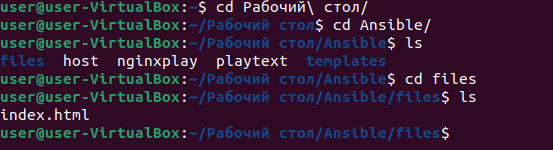 user@user-VirtualBox:~$ cd Рабочий\ стол/
user@user-VirtualBox:~/Рабочий стол$ cd Ansible/
user@user-VirtualBox:~/Рабочий стол/Ansible$ ls
files  host  nginxplay  playtext  templates
user@user-VirtualBox:~/Рабочий стол/Ansible$ cd files
user@user-VirtualBox:~/Рабочий стол/Ansible/files$ ls
index.html
user@user-VirtualBox:~/Рабочий стол/Ansible/files$